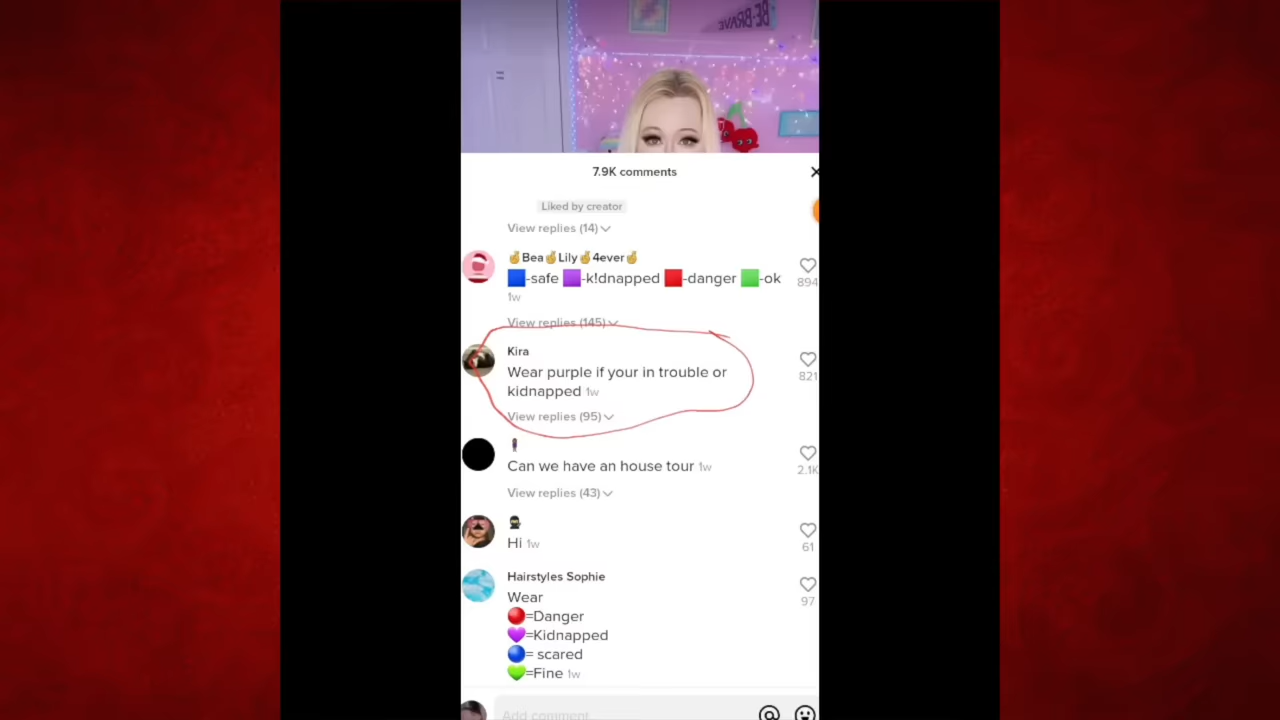 BE·BRAVE
7.9K comments
Liked by creator
View replies (14)
✌Bea✌Lily✌4ever✌
🟦-safe 🟪-k!dnapped 🟥-danger 🟩-ok
894
1w
View replies (145)
Kira
Wear purple if your in trouble or
821
kidnapped 1w
View replies (95)
Can we have an house tour 1w
2.1K
View replies (43)
Hi 1w
61
Hairstyles Sophie
Wear
97
🔴=Danger
💜=Kidnapped
🔵= scared
💚=Fine 1w
Add comment
@